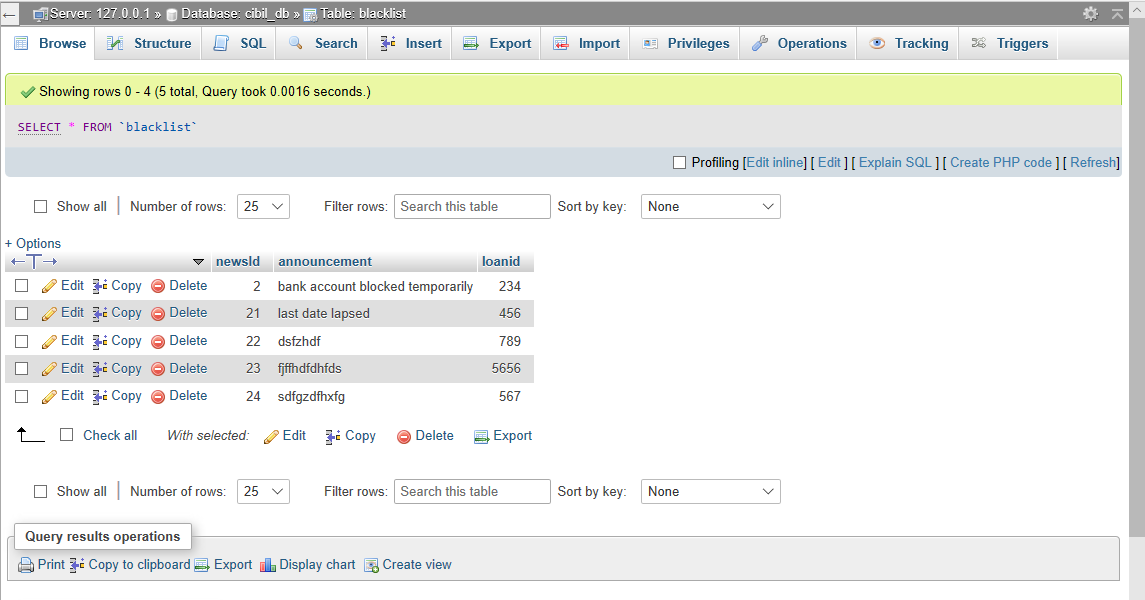 Server: 127.0.0.1 » Database: cibil_db » Table: blacklist
Browse Structure SQL Search Insert Export Import Privileges Operations Tracking Triggers
Showing rows 0 - 4 (5 total, Query took 0.0016 seconds.)
SELECT * FROM `blacklist`
Profiling [Edit inline] [ Edit ] [ Explain SQL ] [ Create PHP code ] [ Refresh]
Show all Number of rows: 25 Filter rows: Search this table Sort by key: None
+ Options
newsId announcement loanid
Edit Copy Delete 2 bank account blocked temporarily 234
Edit Copy Delete 21 last date lapsed 456
Edit Copy Delete 22 dsfzhdf 789
Edit Copy Delete 23 fjffhdfdhfds 5656
Edit Copy Delete 24 sdfgzdfhxfg 567
Check all With selected: Edit Copy Delete Export
Show all Number of rows: 25 Filter rows: Search this table Sort by key: None
Query results operations
Print Copy to clipboard Export Display chart Create view